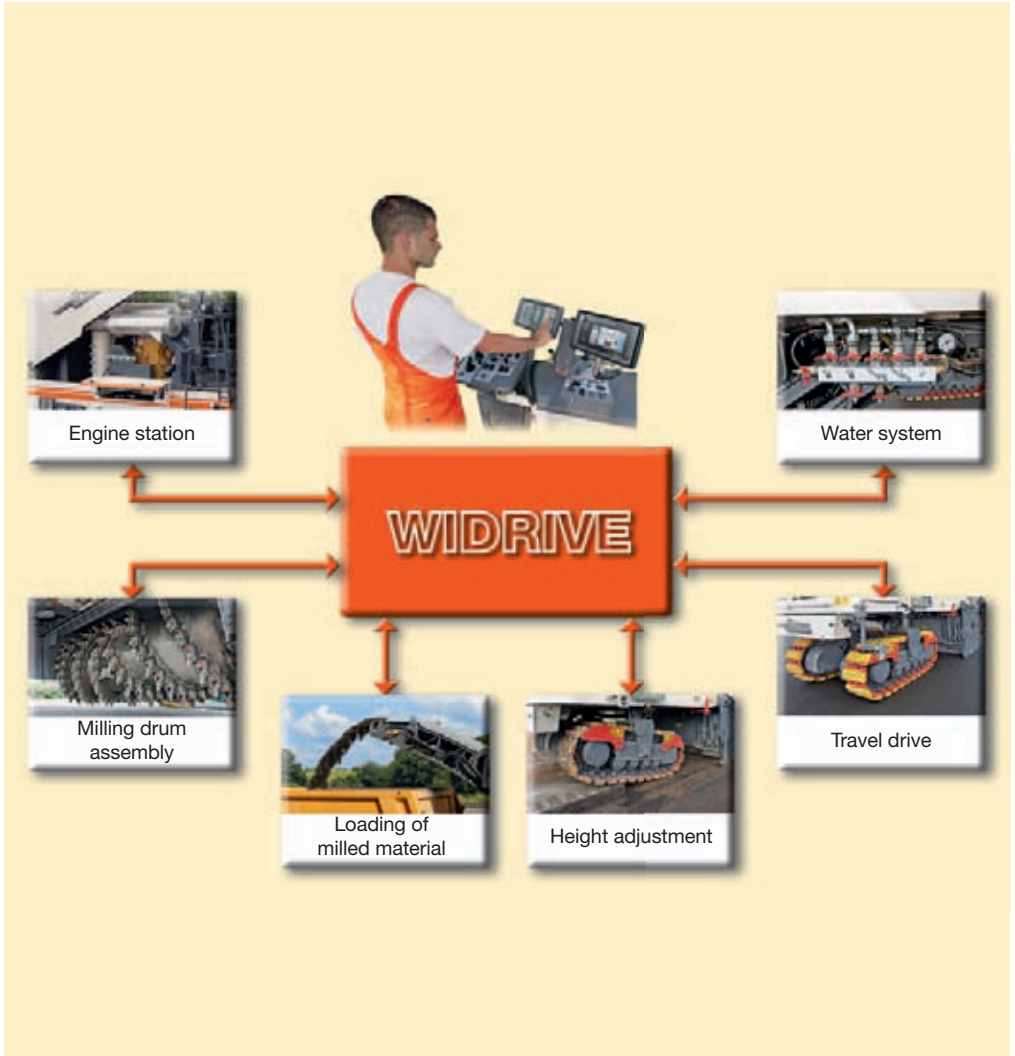 Engine station
Water system
WIDRIVE
Milling drum
assembly
Travel drive
Loading of
milled material
Height adjustment